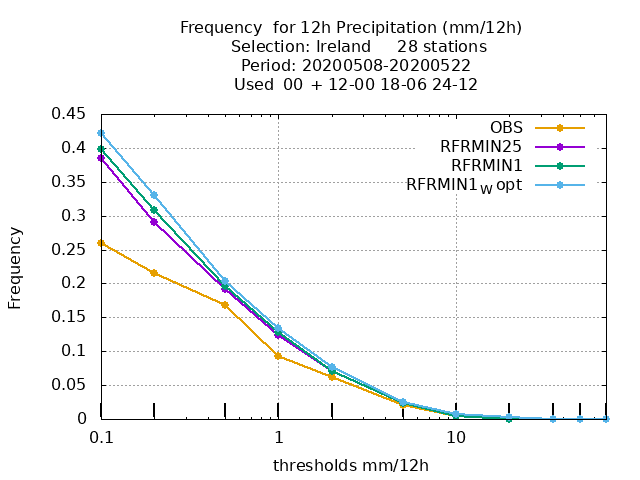 Frequency  for 12h Precipitation (mm/12h)
Selection: Ireland     28 stations
Period: 20200508-20200522
Used  00  + 12-00 18-06 24-12
0.45
0.4
0.35
0.3
0.25
0.2
0.15
0.1
0.05
0
Frequency
OBS
RFRMIN25
RFRMIN1
RFRMIN1w opt
0.1
1
10
thresholds mm/12h